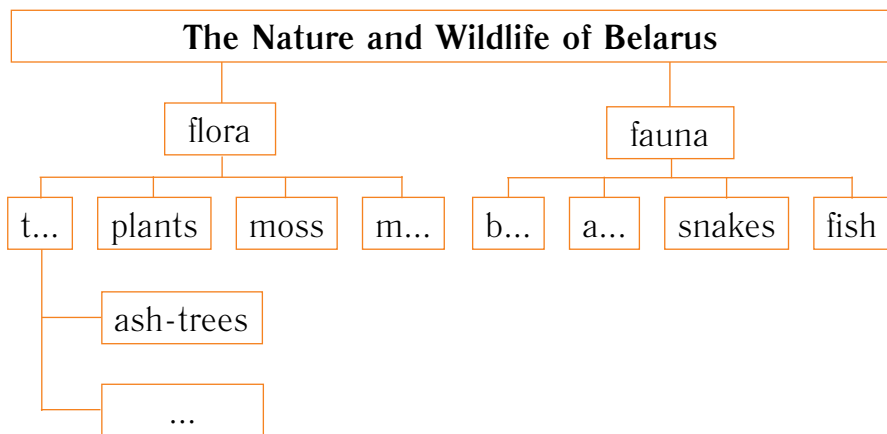 The Nature and Wildlife of Belarus
flora
fauna
t...
plants
moss
m...
b...
a...
snakes
fish
ash-trees
...